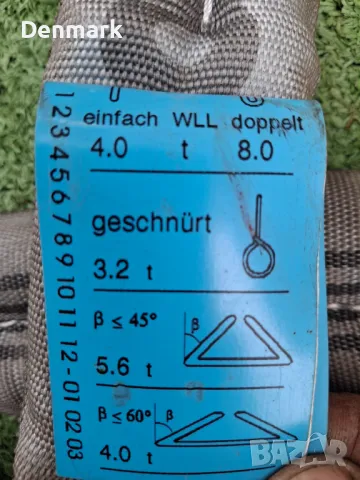 Denmark
einfach WLL doppelt
4.0 t 8.0
geschnürt
3.2 t
β ≤ 45° β
5.6 t
β ≤ 60° β
4.0 t
1 2 3 4 5 6 7 8 9 10 11 12 - 01 02 03
BAZAR